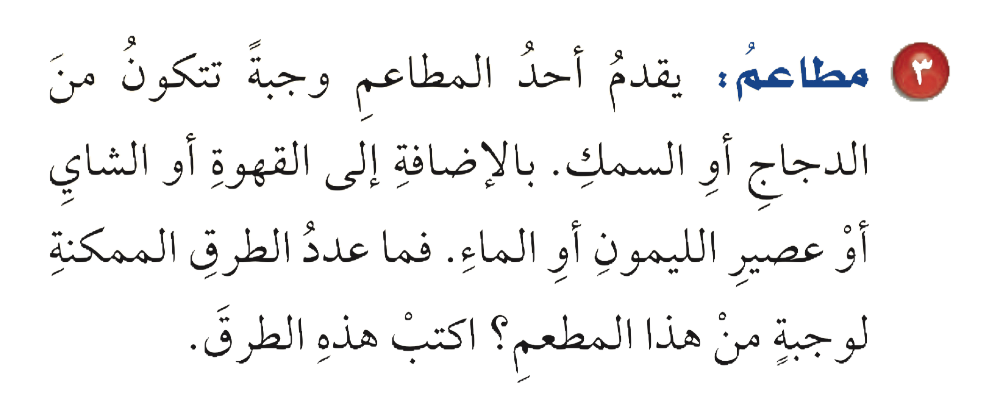 ٣ مطاعمُ: يقدمُ أحدُ المطاعمِ وجبةً تتكونُ منَ
الدجاجِ أوِ السمكِ. بالإضافةِ إلى القهوةِ أو الشايِ
أوْ عصيرِ الليمونِ أوِ الماءِ. فما عددُ الطرقِ الممكنةِ
لوجبةٍ منْ هذا المطعمِ؟ اكتبْ هذهِ الطرقَ.